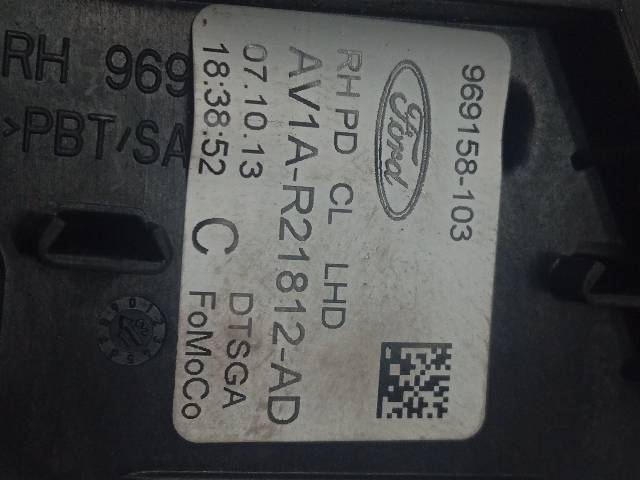 969158-103
Ford
RH PD CL LHD
AV1A-R21812-AD
07.10.13 DTSGA
18:38:52 C FoMoCo
RH 969
>PBT/SA